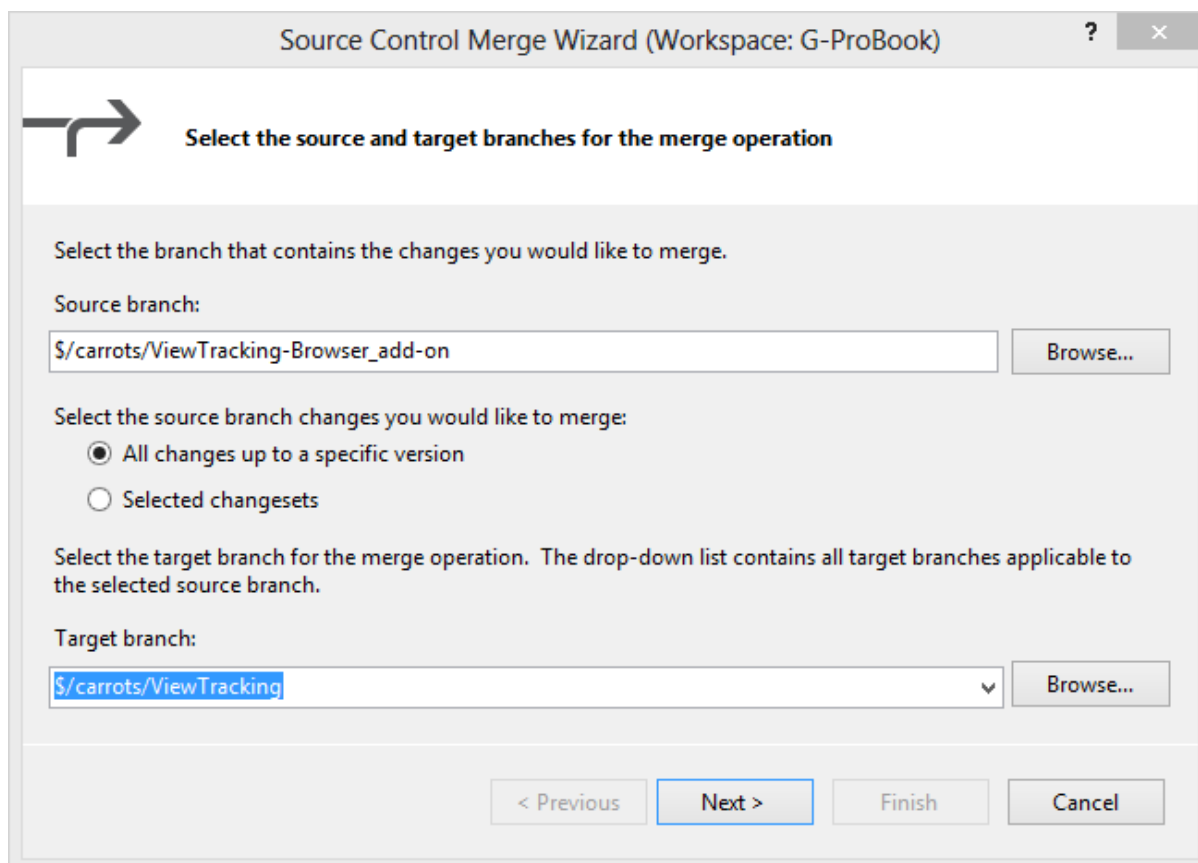 Source Control Merge Wizard (Workspace: G-ProBook)
?
Select the source and target branches for the merge operation
Select the branch that contains the changes you would like to merge.
Source branch:
$/carrots/ViewTracking-Browser_add-on
Browse...
Select the source branch changes you would like to merge:
All changes up to a specific version
Selected changesets
Select the target branch for the merge operation.  The drop-down list contains all target branches applicable to
the selected source branch.
Target branch:
$/carrots/ViewTracking
Browse...
< Previous
Next >
Finish
Cancel